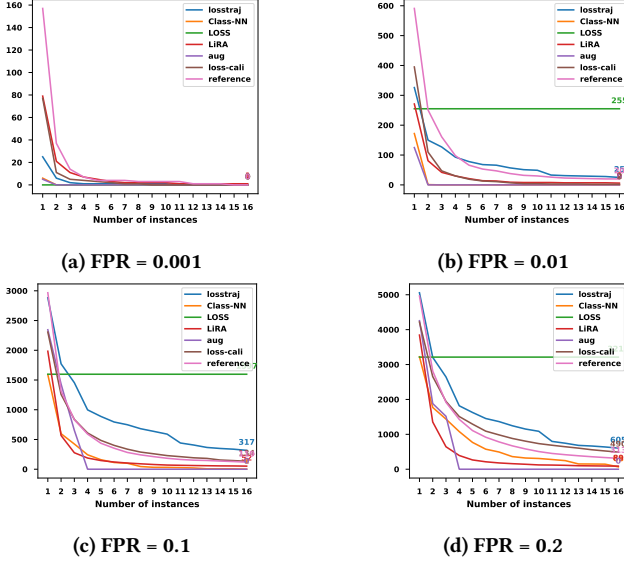 160
140
120
100
80
60
40
20
0
losstraj
Class-NN
LOSS
LiRA
aug
loss-cali
reference
1 2 3 4 5 6 7 8 9 10 11 12 13 14 15 16
Number of instances
(a) FPR = 0.001
600
500
400
300
200
100
0
losstraj
Class-NN
LOSS
LiRA
aug
loss-cali
reference
255
1 2 3 4 5 6 7 8 9 10 11 12 13 14 15 16
Number of instances
(b) FPR = 0.01
3000
2500
2000
1500
1000
500
0
losstraj
Class-NN
LOSS
LiRA
aug
loss-cali
reference
317
134
1 2 3 4 5 6 7 8 9 10 11 12 13 14 15 16
Number of instances
(c) FPR = 0.1
5000
4000
3000
2000
1000
0
losstraj
Class-NN
LOSS
LiRA
aug
loss-cali
reference
605
490
1 2 3 4 5 6 7 8 9 10 11 12 13 14 15 16
Number of instances
(d) FPR = 0.2